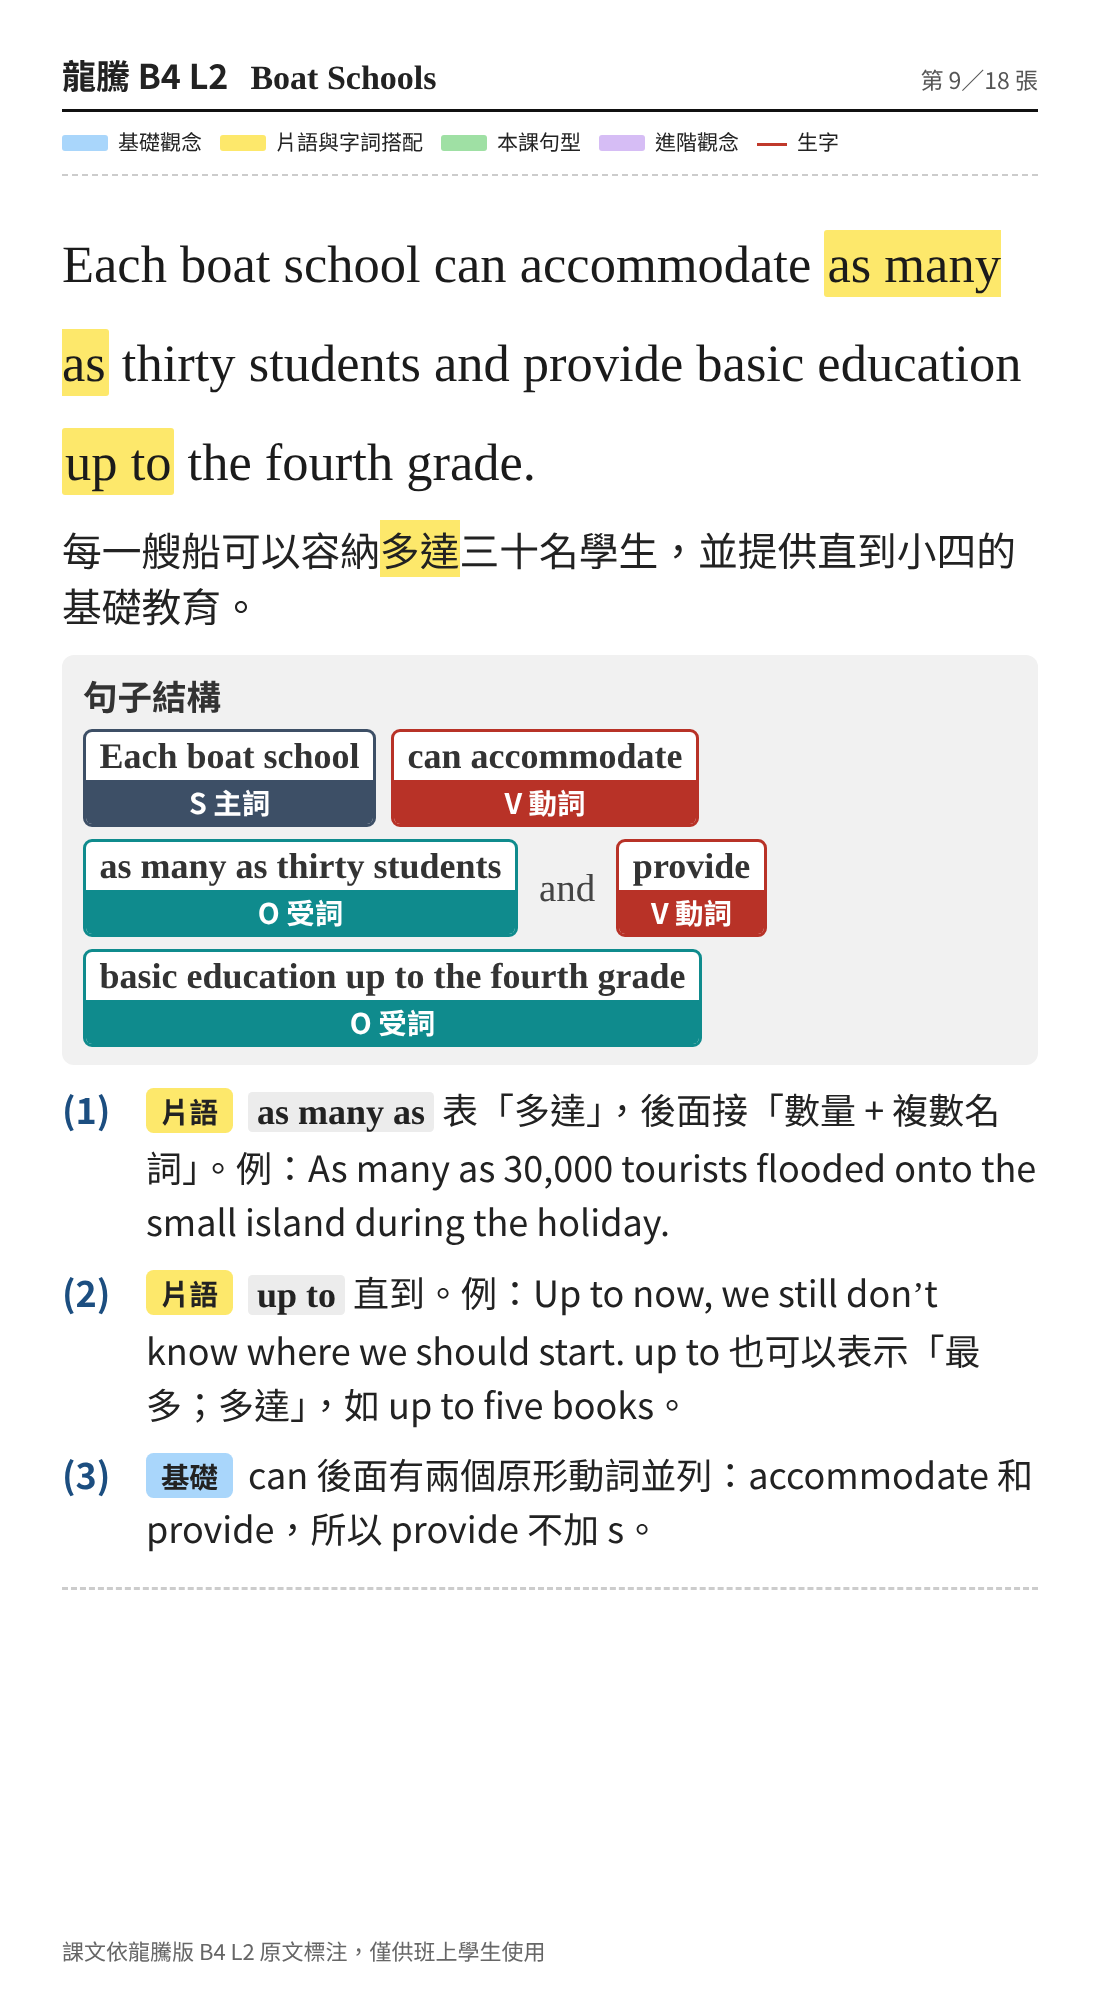 龍騰 B4 L2 Boat Schools 第 9／18 張
基礎觀念 片語與字詞搭配 本課句型 進階觀念 生字
Each boat school can accommodate as many
as thirty students and provide basic education
up to the fourth grade.
每一艘船可以容納多達三十名學生，並提供直到小四的
基礎教育。
句子結構
Each boat school can accommodate
S 主詞 V 動詞
as many as thirty students and provide
O 受詞 V 動詞
basic education up to the fourth grade
O 受詞
(1) 片語 as many as 表「多達」，後面接「數量 + 複數名
詞」。例：As many as 30,000 tourists flooded onto the
small island during the holiday.
(2) 片語 up to 直到。例：Up to now, we still don’t
know where we should start. up to 也可以表示「最
多；多達」，如 up to five books。
(3) 基礎 can 後面有兩個原形動詞並列：accommodate 和
provide，所以 provide 不加 s。
課文依龍騰版 B4 L2 原文標注，僅供班上學生使用